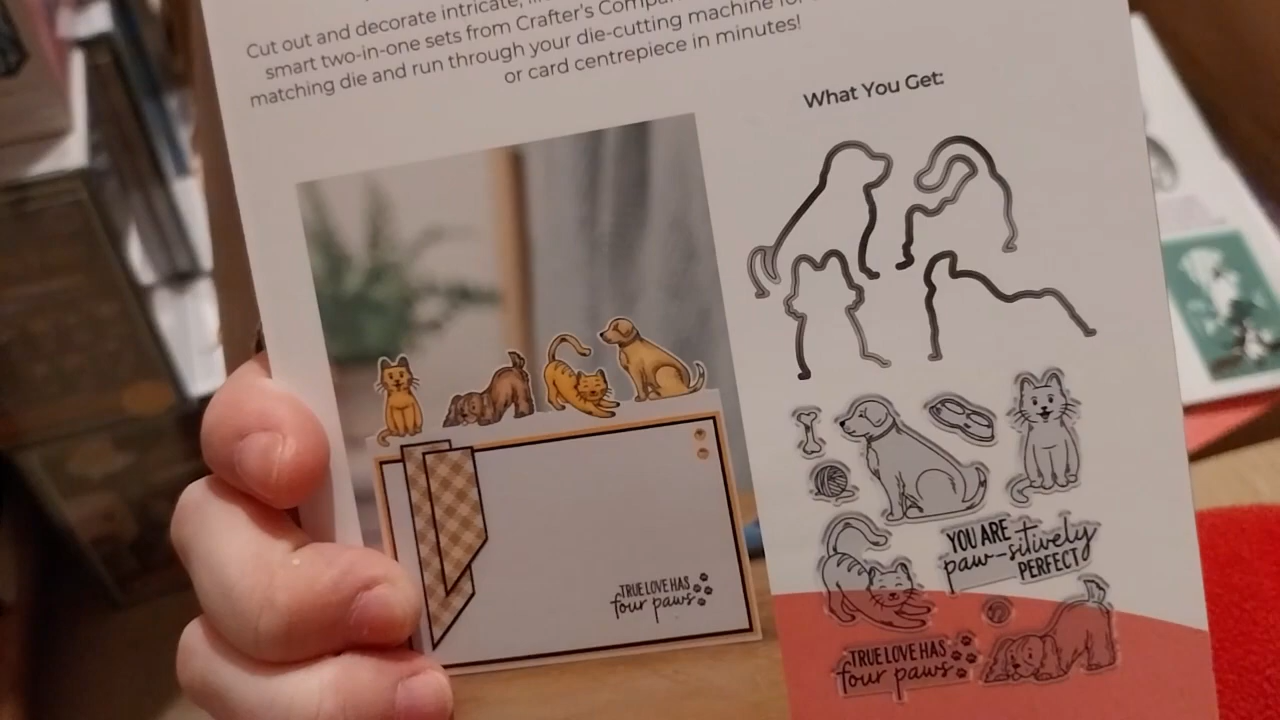 Cut out and decorate intricate,
smart two-in-one sets from Crafter's
matching die and run through your die-cutting machine for
or card centrepiece in minutes!
What You Get:
TRUE LOVE HAS
four paws
YOU ARE
paw-sitively
PERFECT
TRUE LOVE HAS
four paws